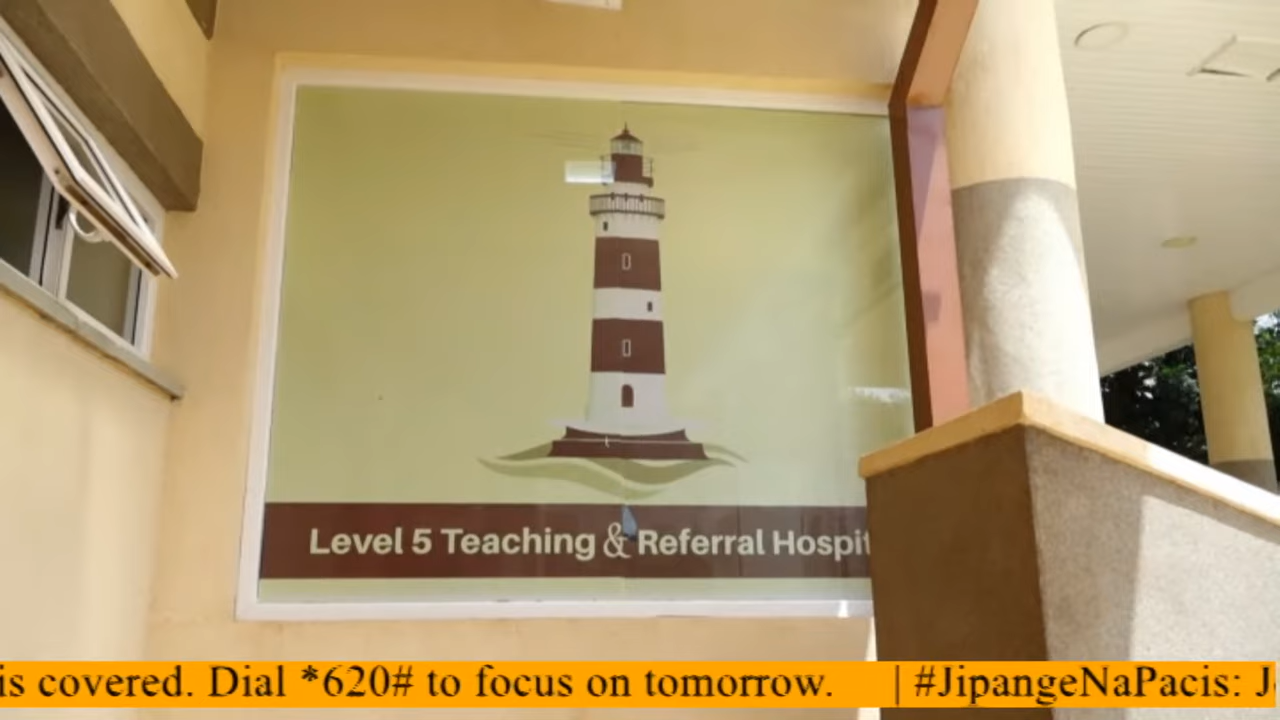 Level 5 Teaching & Referral Hospit
is covered. Dial *620# to focus on tomorrow. | #JipangeNaPacis: J